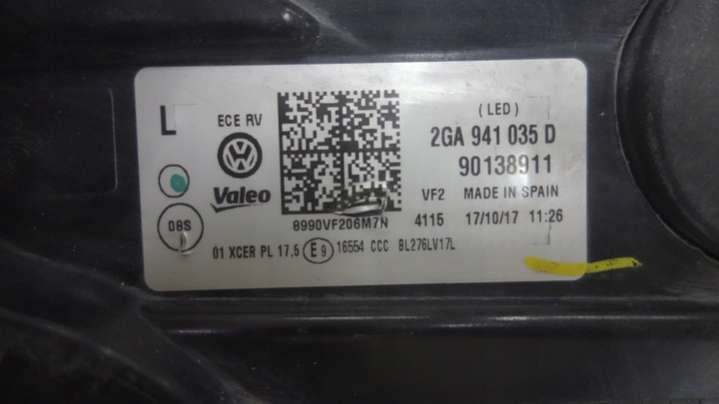 L
ECE RV
(LED)
2GA 941 035 D
90138911
Valeo
VF2 MADE IN SPAIN
08S
8990VF206M7N
4115 17/10/17 11:26
01 XCER PL 17,5 E9 16554 CCC BL276LV17L